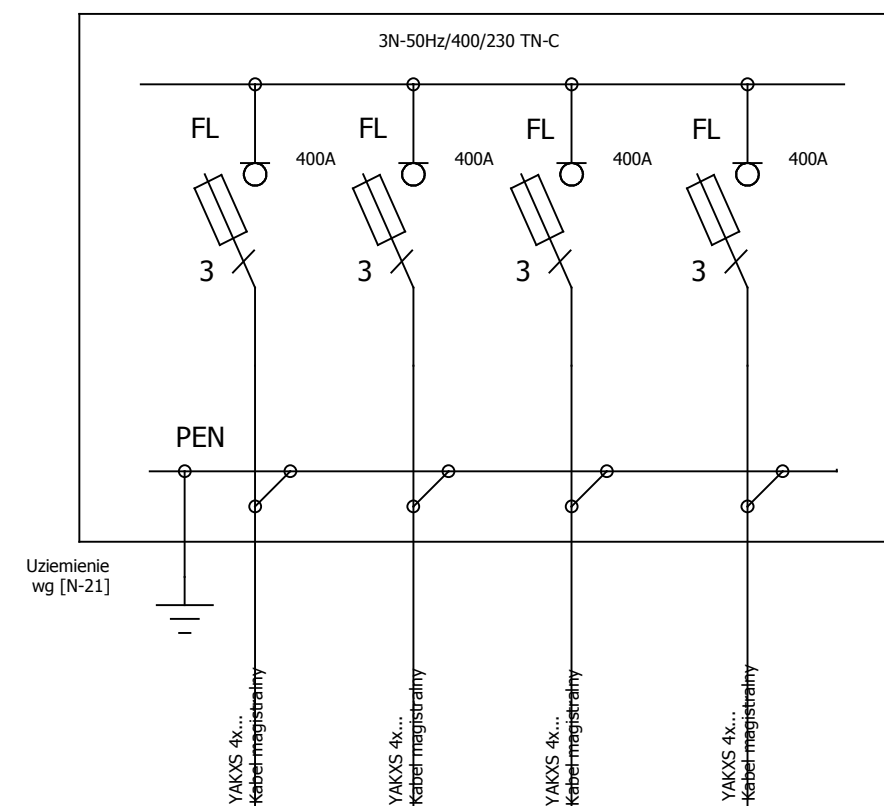 3N-50Hz/400/230 TN-C
FL
400A
FL
400A
FL
400A
FL
400A
3
3
3
3
PEN
Uziemienie
wg [N-21]
YAKXS 4x...
Kabel magistralny
YAKXS 4x...
Kabel magistralny
YAKXS 4x...
Kabel magistralny
YAKXS 4x...
Kabel magistralny